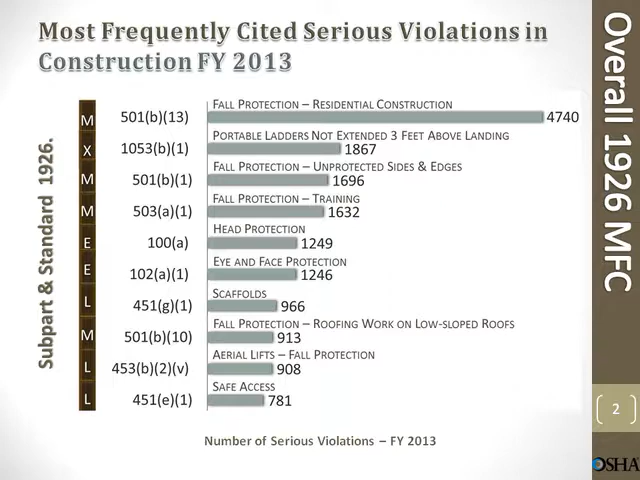 Most Frequently Cited Serious Violations in
Construction FY 2013
Overall 1926 MFC
Subpart & Standard 1926.
M 501(b)(13) FALL PROTECTION – RESIDENTIAL CONSTRUCTION 4740
X 1053(b)(1) PORTABLE LADDERS NOT EXTENDED 3 FEET ABOVE LANDING 1867
M 501(b)(1) FALL PROTECTION – UNPROTECTED SIDES & EDGES 1696
M 503(a)(1) FALL PROTECTION – TRAINING 1632
E 100(a) HEAD PROTECTION 1249
E 102(a)(1) EYE AND FACE PROTECTION 1246
L 451(g)(1) SCAFFOLDS 966
M 501(b)(10) FALL PROTECTION – ROOFING WORK ON LOW-SLOPED ROOFS 913
L 453(b)(2)(v) AERIAL LIFTS – FALL PROTECTION 908
L 451(e)(1) SAFE ACCESS 781
Number of Serious Violations – FY 2013
2
OSHA